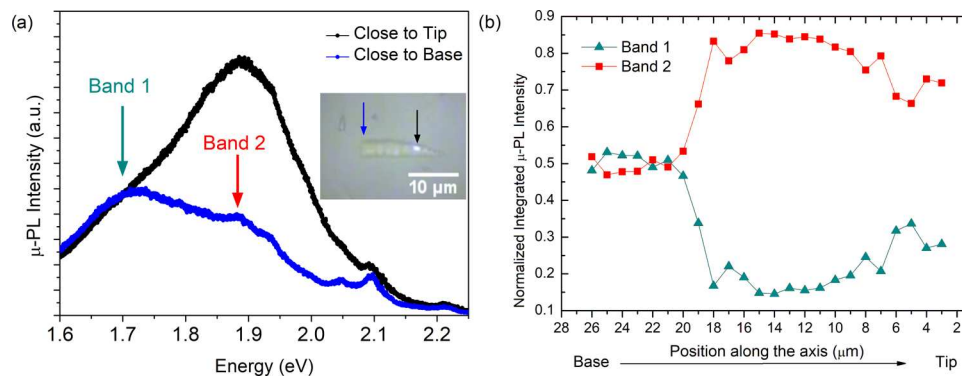 (a)
Close to Tip
Close to Base
Band 1
Band 2
10 μm
μ-PL Intensity (a.u.)
1.6 1.7 1.8 1.9 2.0 2.1 2.2
Energy (eV)
(b)
Band 1
Band 2
Normalized Integrated μ-PL Intensity
0.9
0.8
0.7
0.6
0.5
0.4
0.3
0.2
0.1
28 26 24 22 20 18 16 14 12 10 8 6 4 2
Position along the axis (μm)
Base Tip